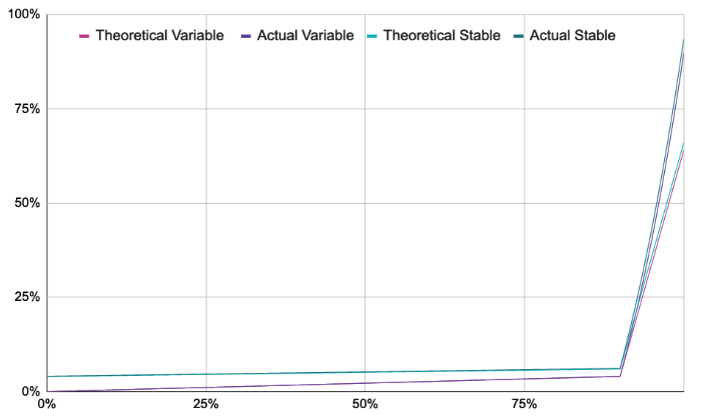 100%
Theoretical Variable Actual Variable Theoretical Stable Actual Stable
75%
50%
25%
0%
0% 25% 50% 75%